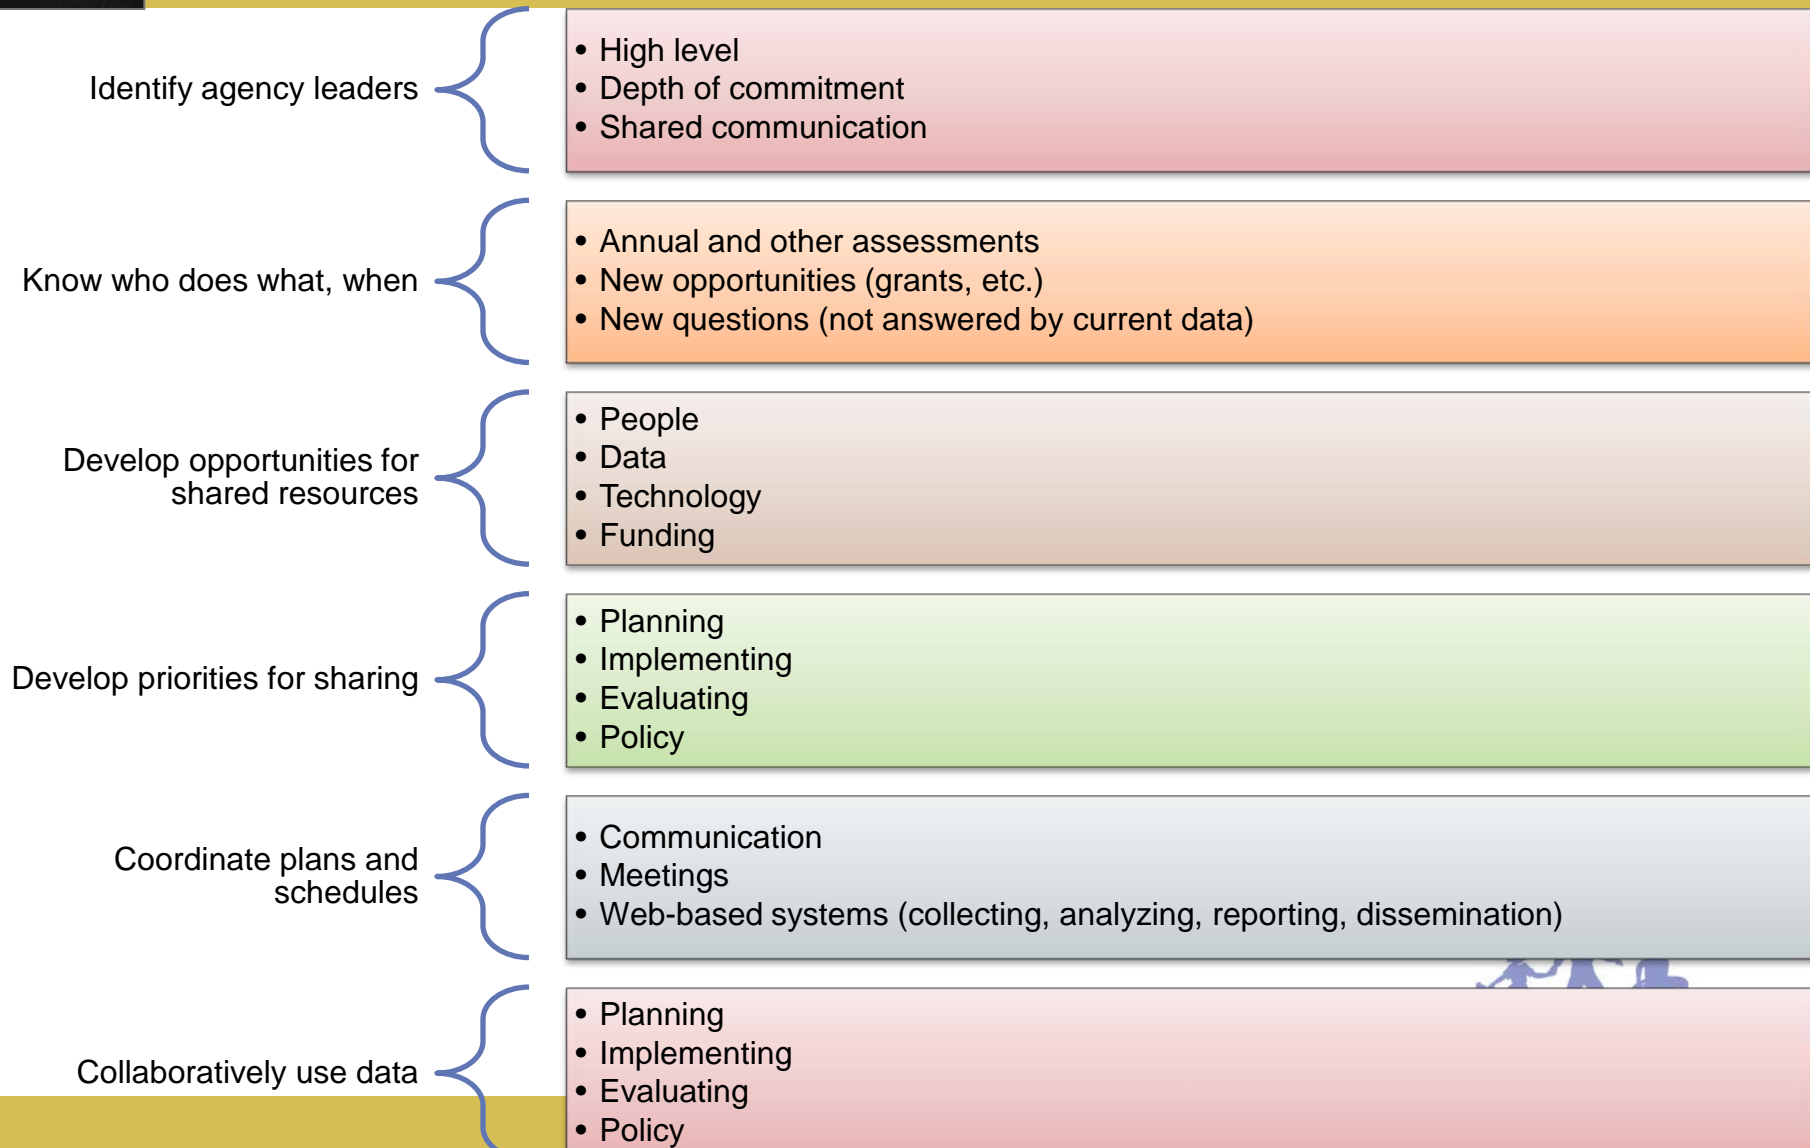 Identify agency leaders
• High level
• Depth of commitment
• Shared communication
Know who does what, when
• Annual and other assessments
• New opportunities (grants, etc.)
• New questions (not answered by current data)
Develop opportunities for
shared resources
• People
• Data
• Technology
• Funding
Develop priorities for sharing
• Planning
• Implementing
• Evaluating
• Policy
Coordinate plans and
schedules
• Communication
• Meetings
• Web-based systems (collecting, analyzing, reporting, dissemination)
Collaboratively use data
• Planning
• Implementing
• Evaluating
• Policy